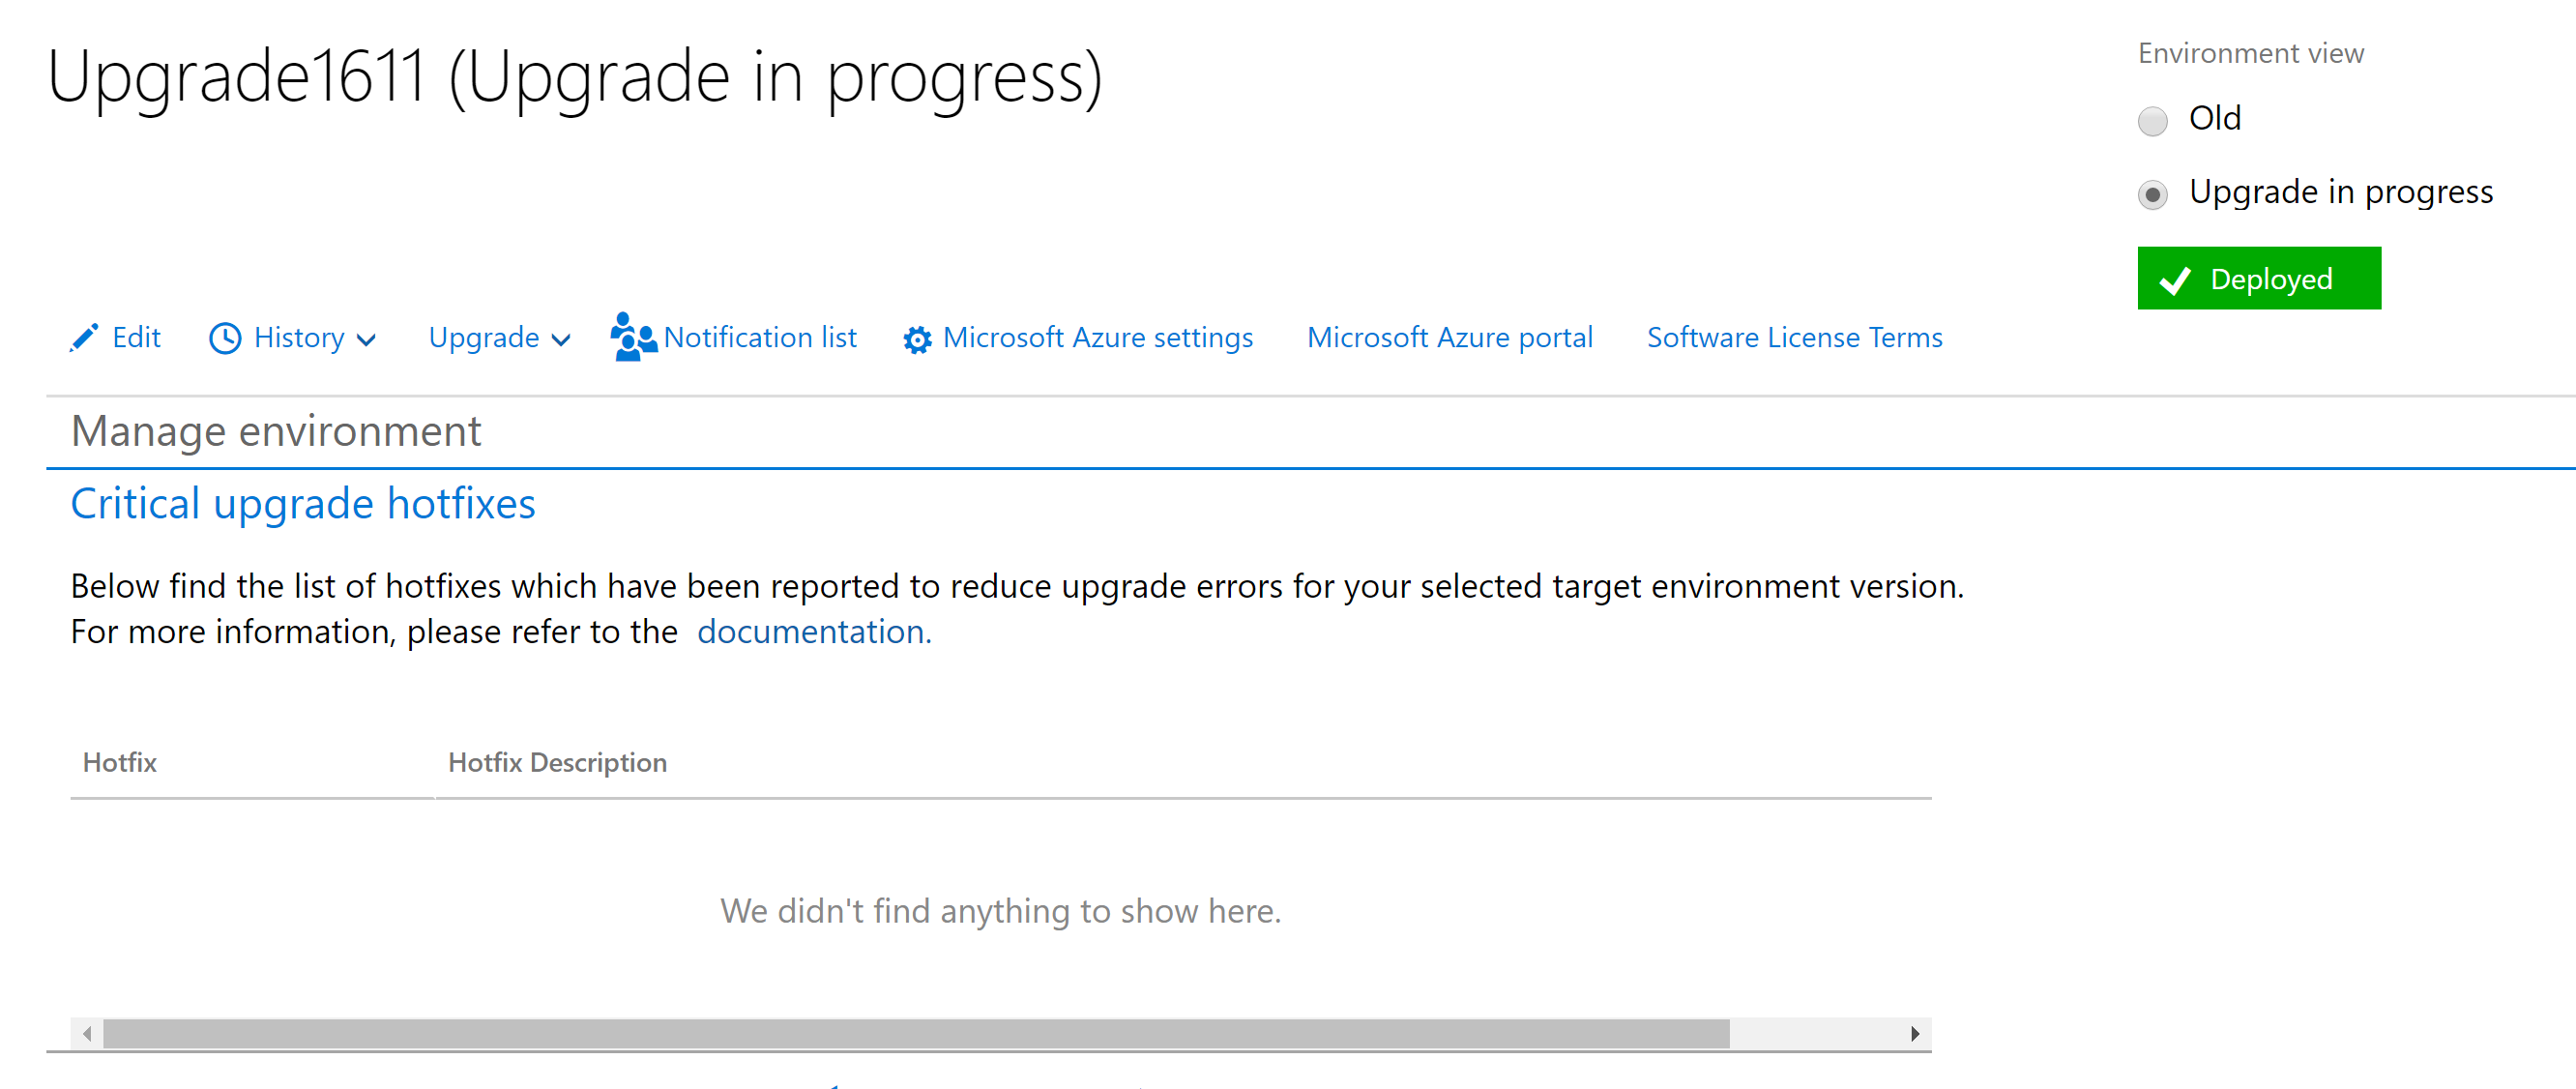 Upgrade1611 (Upgrade in progress)
Environment view
Old
Upgrade in progress
Deployed
Edit History Upgrade Notification list Microsoft Azure settings Microsoft Azure portal Software License Terms
Manage environment
Critical upgrade hotfixes
Below find the list of hotfixes which have been reported to reduce upgrade errors for your selected target environment version.
For more information, please refer to the documentation.
Hotfix Hotfix Description
We didn't find anything to show here.